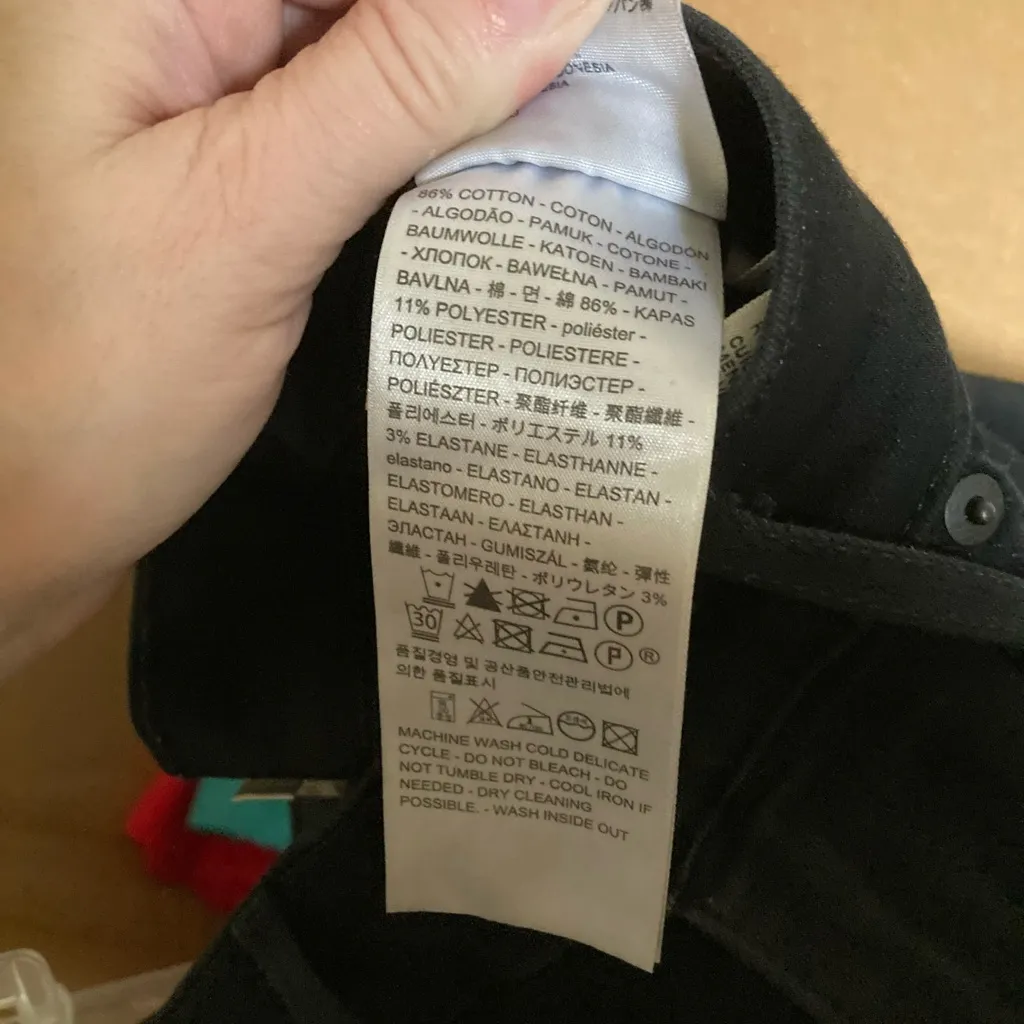 86% COTTON - COTON - ALGODÓN
- ALGODÃO - PAMUK - COTONE -
BAUMWOLLE - KATOEN - BAMBAKI
- ХЛОПОК - BAWEŁNA - PAMUT -
BAVLNA - 棉 - 면 - 綿 86% - KAPAS
11% POLYESTER - poliéster -
POLIESTER - POLIESTERE -
ΠΟΛΥΕΣΤΕΡ - ПОЛИЭСТЕР -
POLIÉSZTER - 聚酯纤维 - 聚酯纖維 -
폴리에스터 - ポリエステル 11%
3% ELASTANE - ELASTHANNE -
elastano - ELASTANO - ELASTAN -
ELASTOMERO - ELASTHAN -
ELASTAAN - ΕΛΑΣΤΑΝΗ -
ЭЛАСТАН - GUMISZÁL - 氨纶 - 彈性
纖維 - 폴리우레탄 - ポリウレタン 3%
P
30 P ®
품질경영 및 공산품안전관리법에
의한 품질표시
MACHINE WASH COLD DELICATE
CYCLE - DO NOT BLEACH - DO
NOT TUMBLE DRY - COOL IRON IF
NEEDED - DRY CLEANING
POSSIBLE. - WASH INSIDE OUT